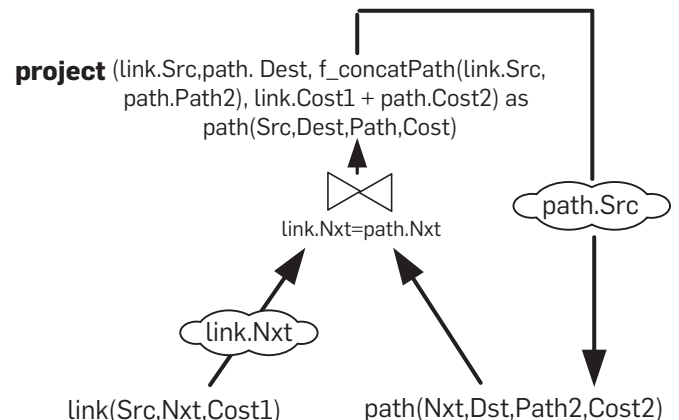 project (link.Src,path. Dest, f_concatPath(link.Src,
path.Path2), link.Cost1 + path.Cost2) as
path(Src,Dest,Path,Cost)
link.Nxt=path.Nxt
path.Src
link.Nxt
link(Src,Nxt,Cost1)
path(Nxt,Dst,Path2,Cost2)